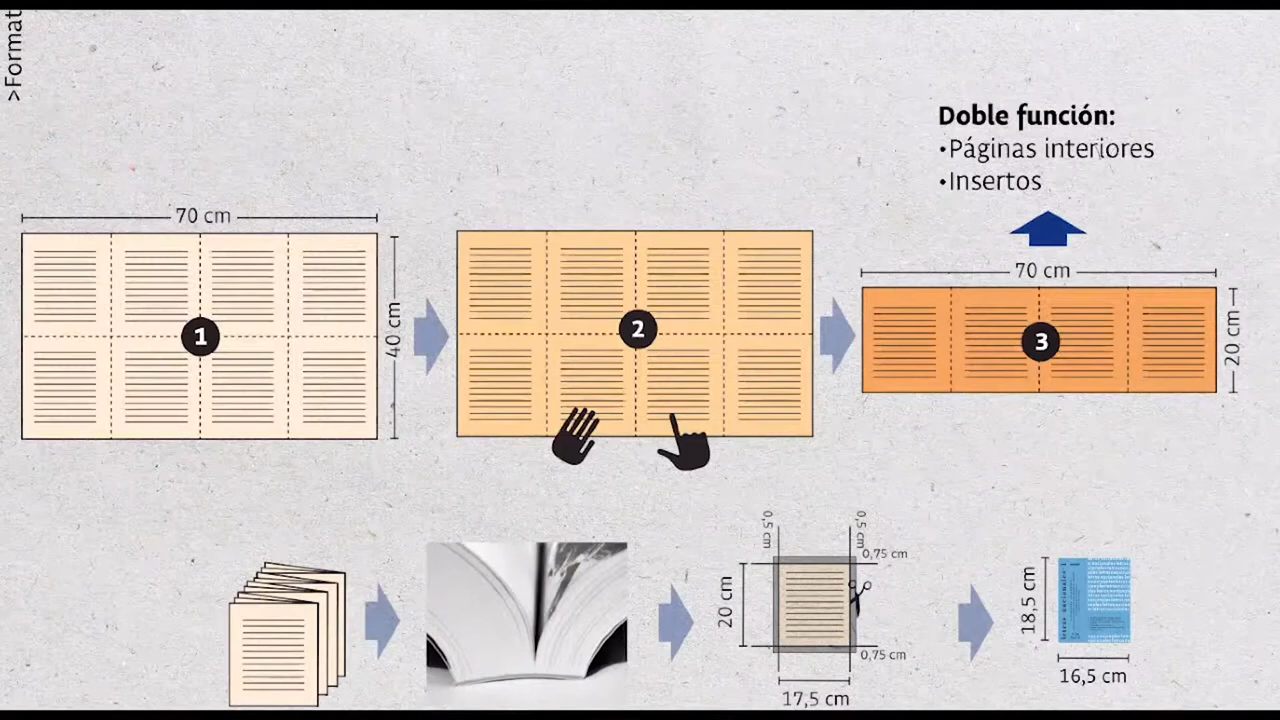 >Format
Doble función:
•Páginas interiores
•Insertos
70 cm
40 cm
1
2
70 cm
3
20 cm
0,5 cm
0,5 cm
0,75 cm
20 cm
0,75 cm
17,5 cm
18,5 cm
16,5 cm